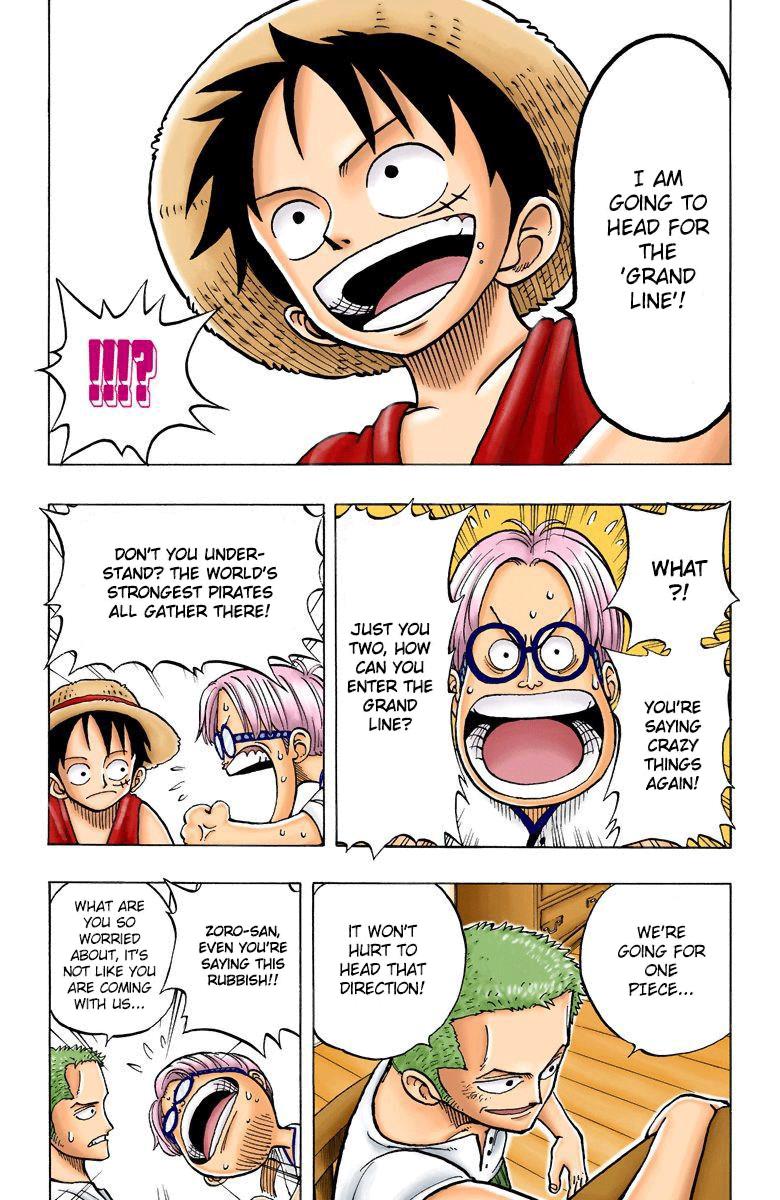 I AM
GOING TO
HEAD FOR
THE
'GRAND
LINE'!
!!!?
WHAT
?!
YOU'RE
SAYING
CRAZY
THINGS
AGAIN!
JUST YOU
TWO, HOW
CAN YOU
ENTER THE
GRAND
LINE?
DON'T YOU UNDER-
STAND? THE WORLD'S
STRONGEST PIRATES
ALL GATHER THERE!
WE'RE
GOING FOR
ONE
PIECE...
IT WON'T
HURT TO
HEAD THAT
DIRECTION!
ZORO-SAN,
EVEN YOU'RE
SAYING THIS
RUBBISH!!
WHAT ARE
YOU SO
WORRIED
ABOUT, IT'S
NOT LIKE YOU
ARE COMING
WITH US...